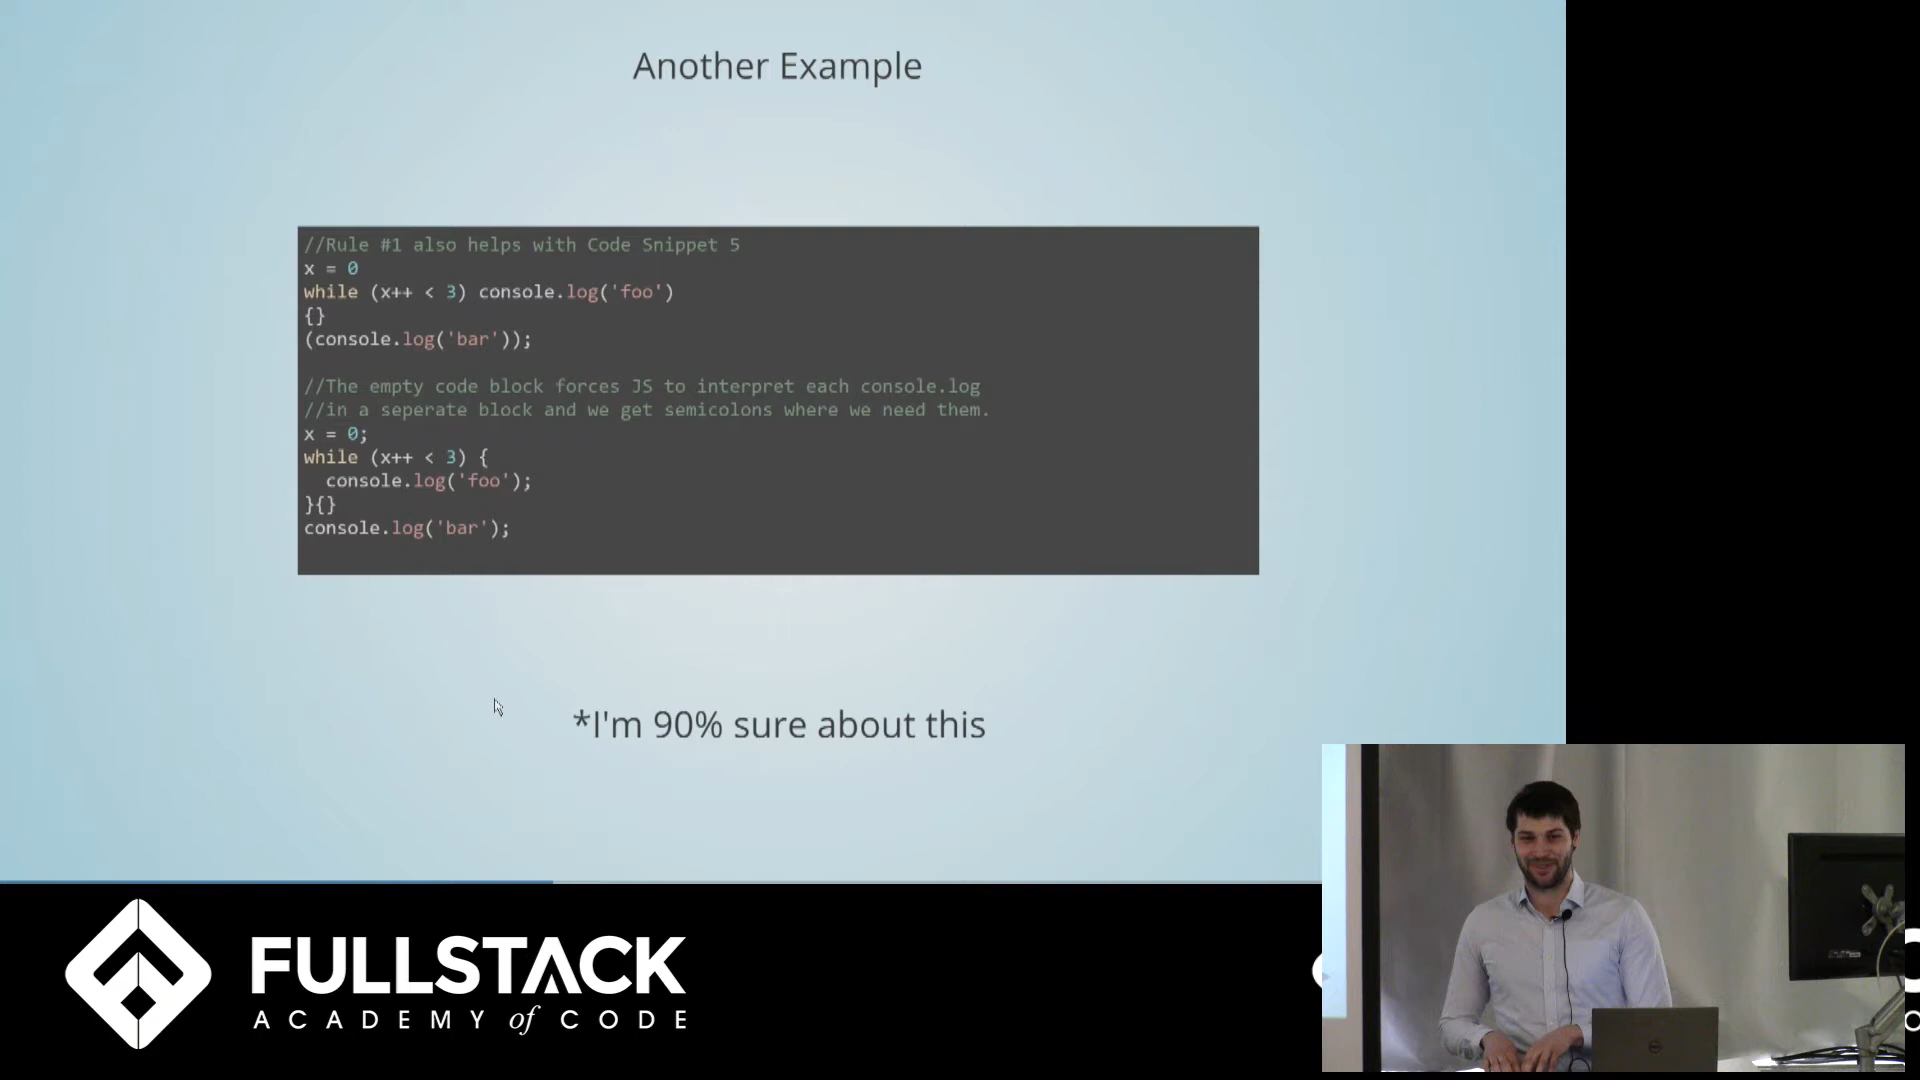 Another Example
//Rule #1 also helps with Code Snippet 5
x = 0
while (x++ < 3) console.log('foo')
{}
(console.log('bar'));
//The empty code block forces JS to interpret each console.log
//in a seperate block and we get semicolons where we need them.
x = 0;
while (x++ < 3) {
  console.log('foo');
}{}
console.log('bar');
*I'm 90% sure about this
FULLSTACK
ACADEMY of CODE